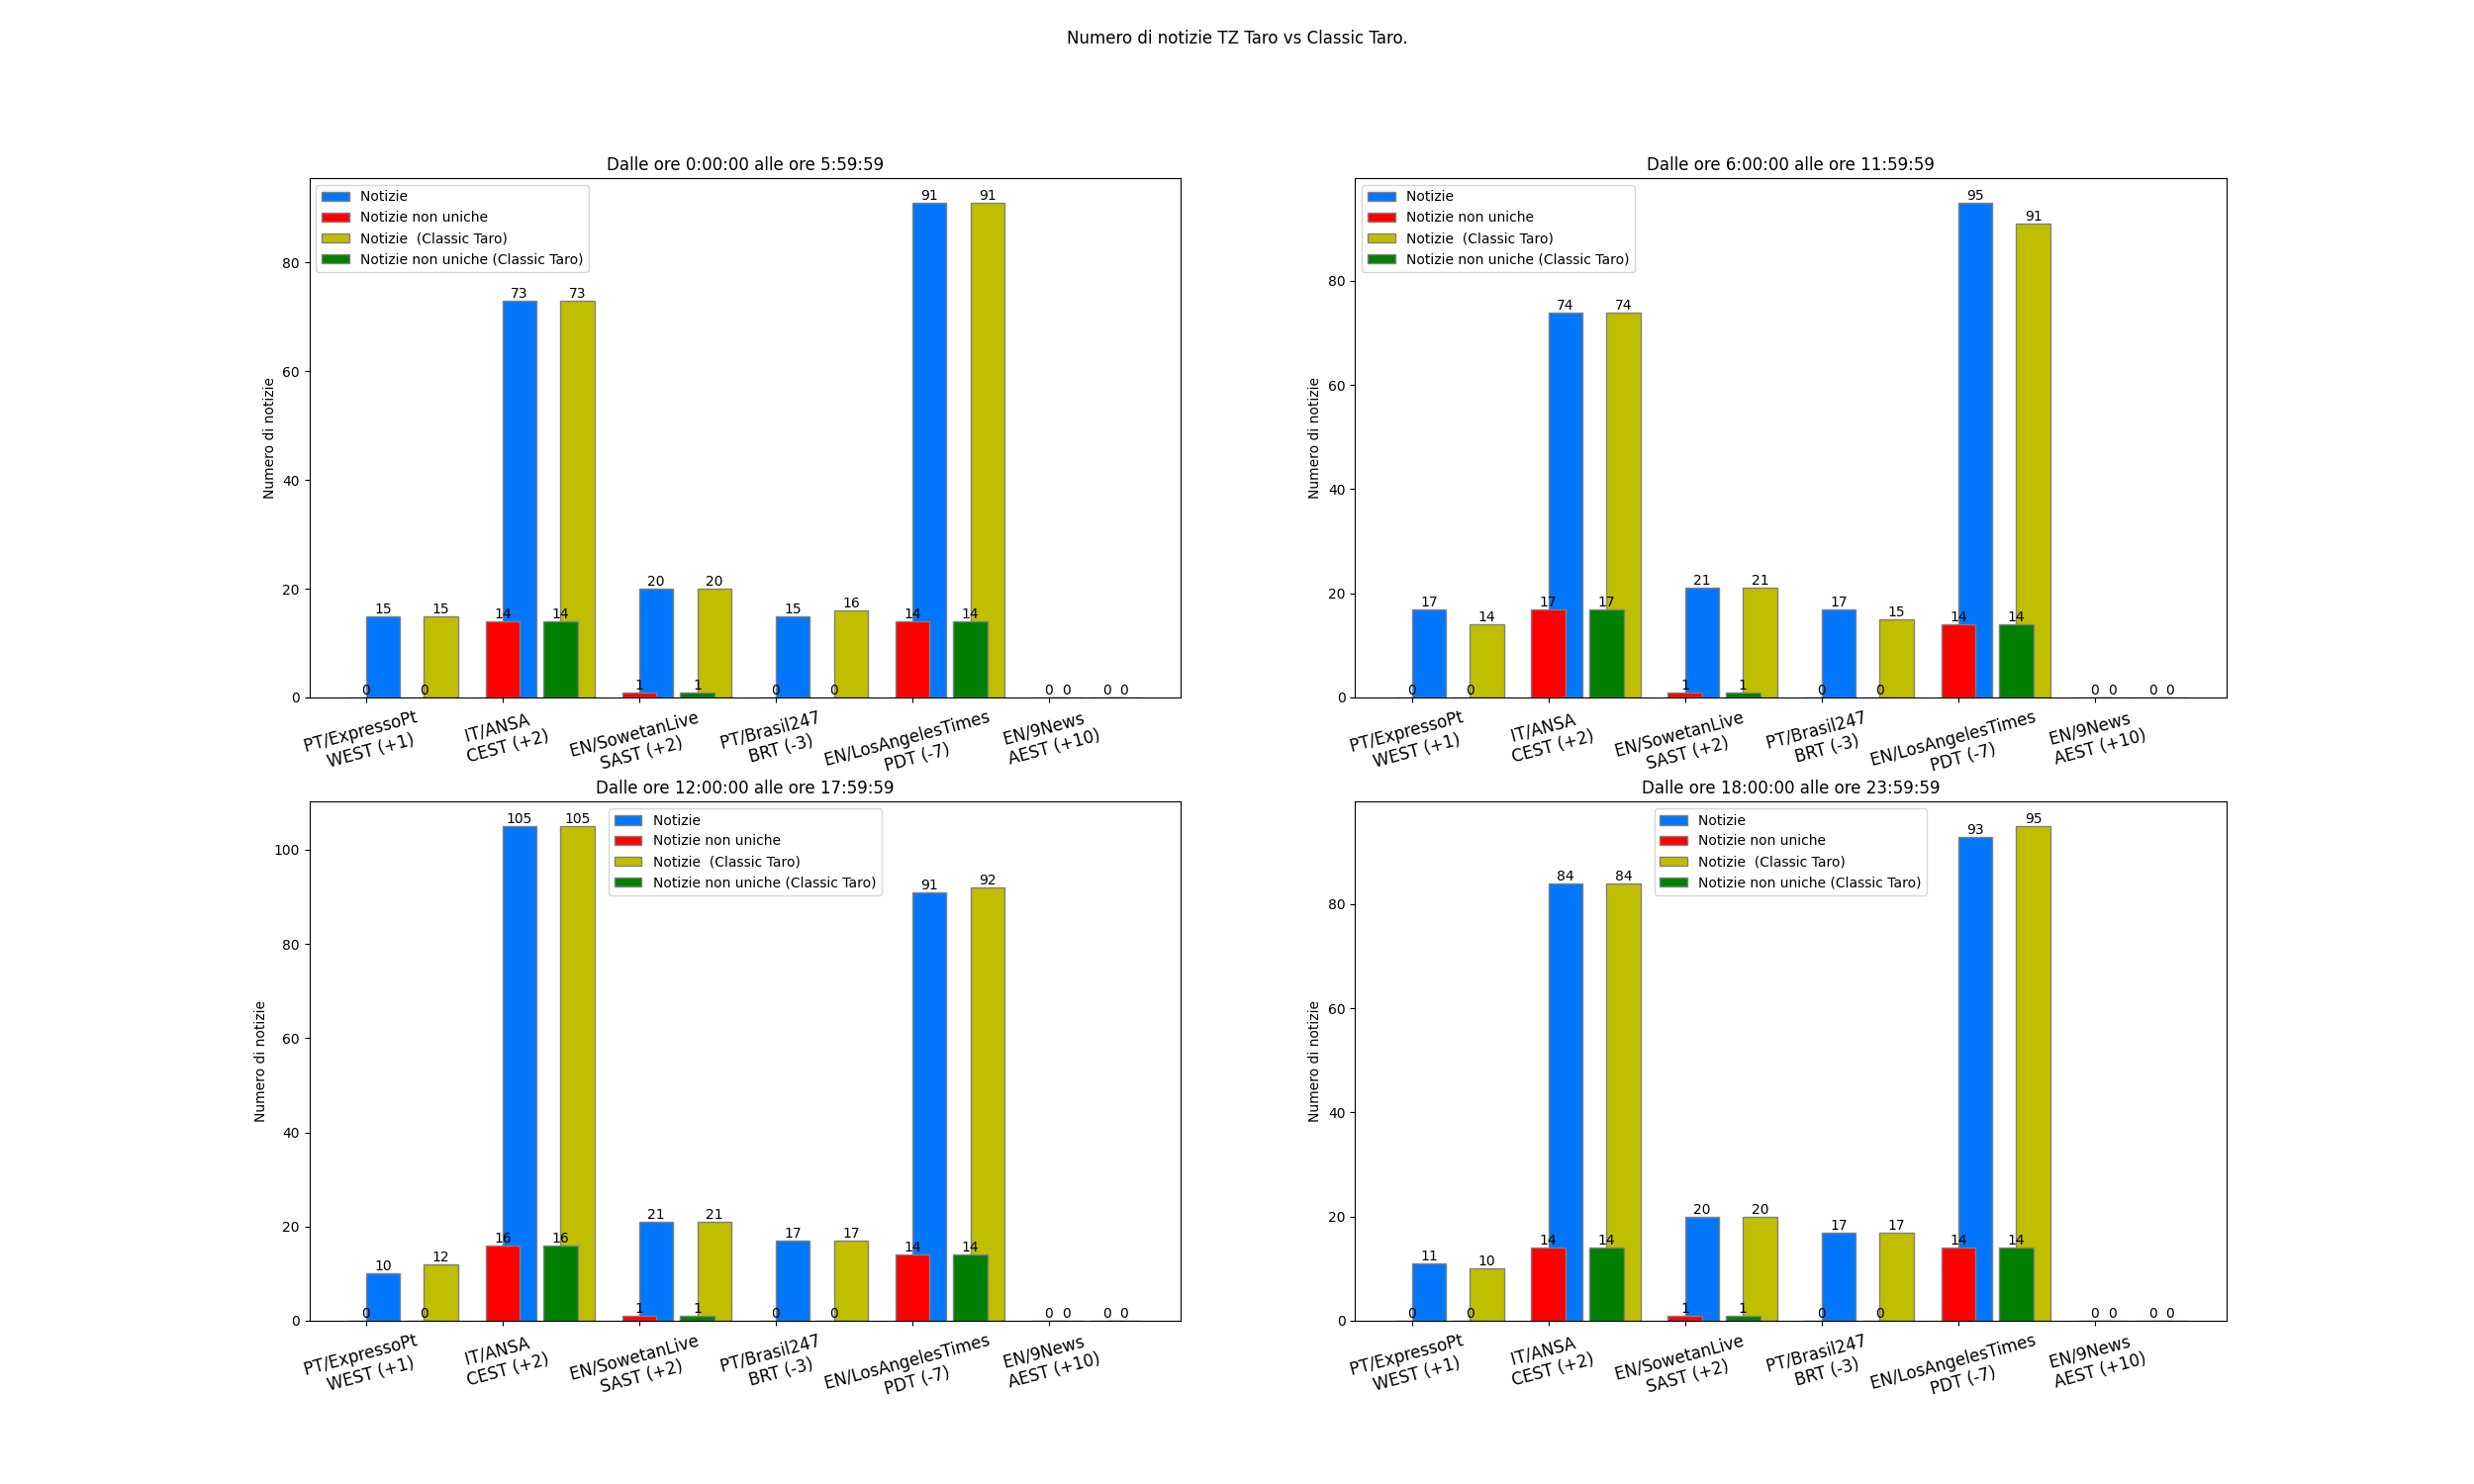 Numero di notizie TZ Taro vs Classic Taro.
Dalle ore 0:00:00 alle ore 5:59:59
Notizie
Notizie non uniche
Notizie  (Classic Taro)
Notizie non uniche (Classic Taro)
Numero di notizie
80
60
40
20
0
15
15
0
0
73
73
14
14
20
20
1
1
15
16
0
0
91
91
14
14
0
0
0
0
PT/ExpressoPt
WEST (+1)
IT/ANSA
CEST (+2)
EN/SowetanLive
SAST (+2)
PT/Brasil247
BRT (-3)
EN/LosAngelesTimes
PDT (-7)
EN/9News
AEST (+10)
Dalle ore 6:00:00 alle ore 11:59:59
Notizie
Notizie non uniche
Notizie  (Classic Taro)
Notizie non uniche (Classic Taro)
Numero di notizie
80
60
40
20
0
17
14
0
0
74
74
17
17
21
21
1
1
17
15
0
0
95
91
14
14
0
0
0
0
PT/ExpressoPt
WEST (+1)
IT/ANSA
CEST (+2)
EN/SowetanLive
SAST (+2)
PT/Brasil247
BRT (-3)
EN/LosAngelesTimes
PDT (-7)
EN/9News
AEST (+10)
Dalle ore 12:00:00 alle ore 17:59:59
Notizie
Notizie non uniche
Notizie  (Classic Taro)
Notizie non uniche (Classic Taro)
Numero di notizie
100
80
60
40
20
0
10
12
0
0
105
105
16
16
21
21
1
1
17
17
0
0
91
92
14
14
0
0
0
0
PT/ExpressoPt
WEST (+1)
IT/ANSA
CEST (+2)
EN/SowetanLive
SAST (+2)
PT/Brasil247
BRT (-3)
EN/LosAngelesTimes
PDT (-7)
EN/9News
AEST (+10)
Dalle ore 18:00:00 alle ore 23:59:59
Notizie
Notizie non uniche
Notizie  (Classic Taro)
Notizie non uniche (Classic Taro)
Numero di notizie
80
60
40
20
0
11
10
0
0
84
84
14
14
20
20
1
1
17
17
0
0
93
95
14
14
0
0
0
0
PT/ExpressoPt
WEST (+1)
IT/ANSA
CEST (+2)
EN/SowetanLive
SAST (+2)
PT/Brasil247
BRT (-3)
EN/LosAngelesTimes
PDT (-7)
EN/9News
AEST (+10)